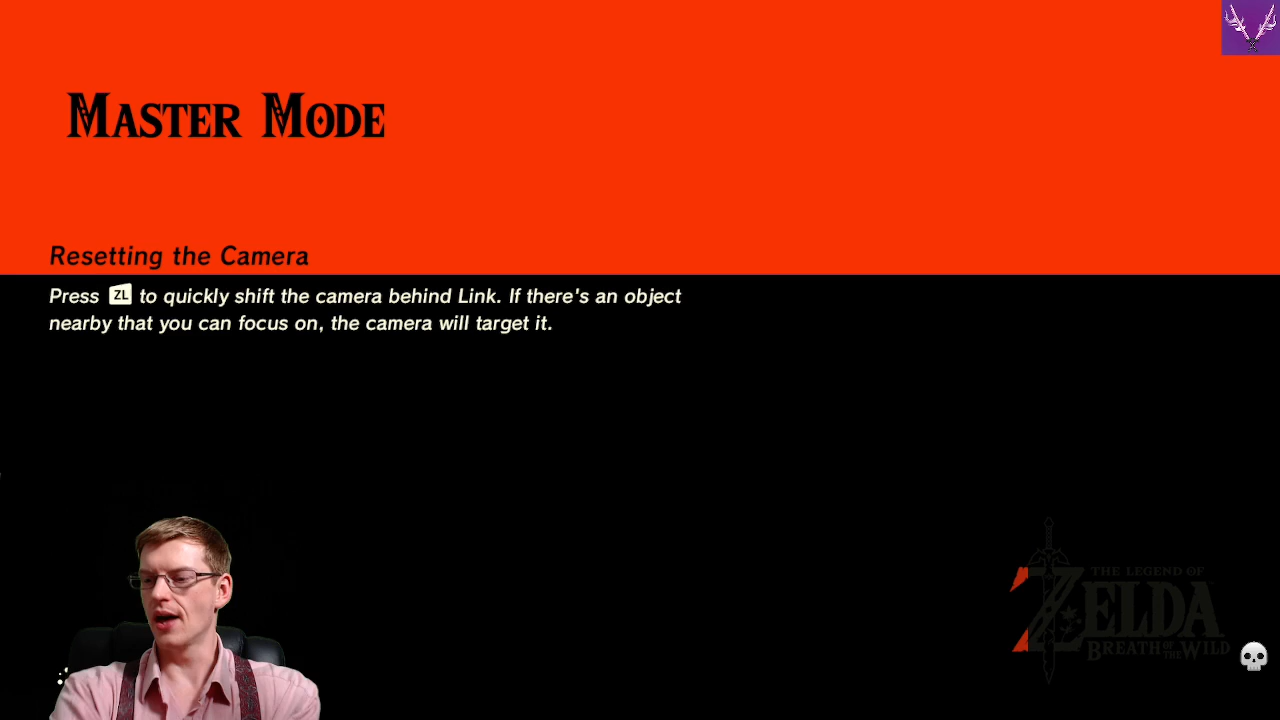 Master Mode
Resetting the Camera
Press ZL to quickly shift the camera behind Link. If there's an object
nearby that you can focus on, the camera will target it.
THE LEGEND OF
ZELDA
BREATH OF THE WILD